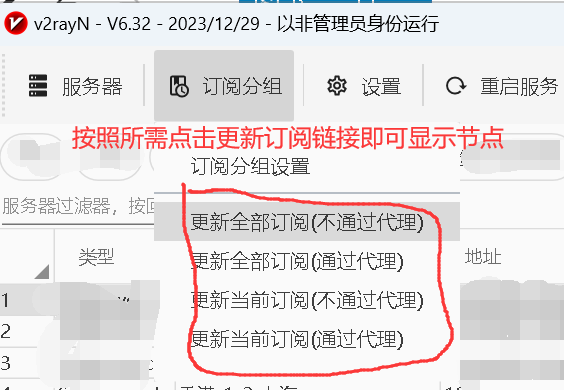 v2rayN - V6.32 - 2023/12/29 - 以非管理员身份运行
服务器 订阅分组 设置 重启服务
按照所需点击更新订阅链接即可显示节点
订阅分组设置
服务器过滤器，按回
更新全部订阅(不通过代理)
类型 更新全部订阅(通过代理) 地址
1 更新当前订阅(不通过代理)
2 更新当前订阅(通过代理)
3
4